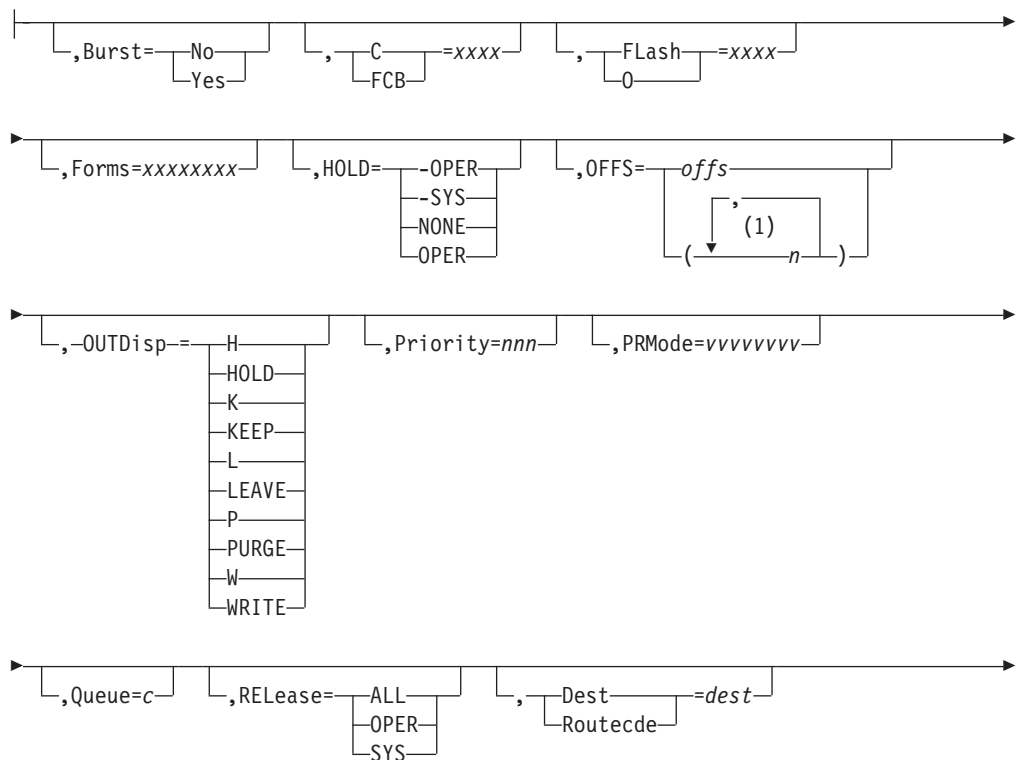 ,Burst= No , C =xxxx , FLash =xxxx
Yes FCB O
,Forms=xxxxxxxx ,HOLD= -OPER ,OFFS= offs
-SYS ,
NONE (1)
OPER ( n )
,-OUTDisp-= H ,Priority=nnn ,PRMode=vvvvvvvv
HOLD
K
KEEP
L
LEAVE
P
PURGE
W
WRITE
,Queue=c ,RELease= ALL , Dest =dest
OPER Routecde
SYS